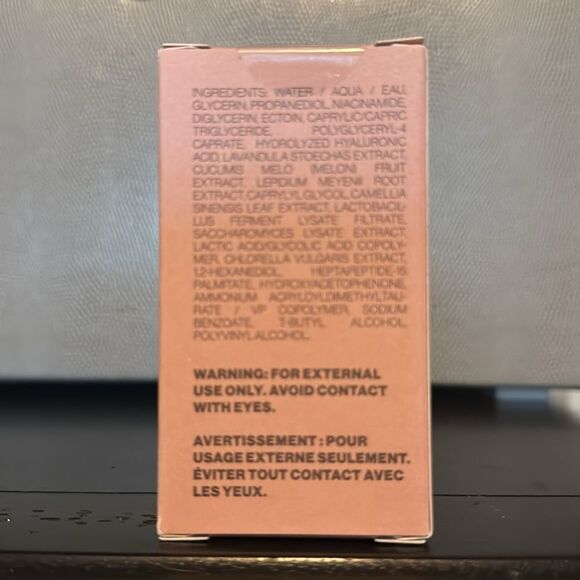 INGREDIENTS: WATER / AQUA / EAU,
GLYCERIN, PROPANEDIOL, NIACINAMIDE,
DIGLYCERIN, ECTOIN, CAPRYLIC/CAPRIC
TRIGLYCERIDE, POLYGLYCERYL-4
CAPRATE, HYDROLYZED HYALURONIC
ACID, LAVANDULA STOECHAS EXTRACT,
CUCUMIS MELO (MELON) FRUIT
EXTRACT, LEPIDIUM MEYENII ROOT
EXTRACT, CAPRYLYL GLYCOL, CAMELLIA
SINENSIS LEAF EXTRACT, LACTOBACIL-
LUS FERMENT LYSATE FILTRATE,
SACCHAROMYCES LYSATE EXTRACT,
LACTIC ACID/GLYCOLIC ACID COPOLY-
MER, CHLORELLA VULGARIS EXTRACT,
1,2-HEXANEDIOL, HEPTAPEPTIDE-15
PALMITATE, HYDROXYACETOPHENONE,
AMMONIUM ACRYLOYLDIMETHYLTAU-
RATE / VP COPOLYMER, SODIUM
BENZOATE, T-BUTYL ALCOHOL,
POLYVINYL ALCOHOL.
WARNING: FOR EXTERNAL
USE ONLY. AVOID CONTACT
WITH EYES.
AVERTISSEMENT : POUR
USAGE EXTERNE SEULEMENT.
ÉVITER TOUT CONTACT AVEC
LES YEUX.